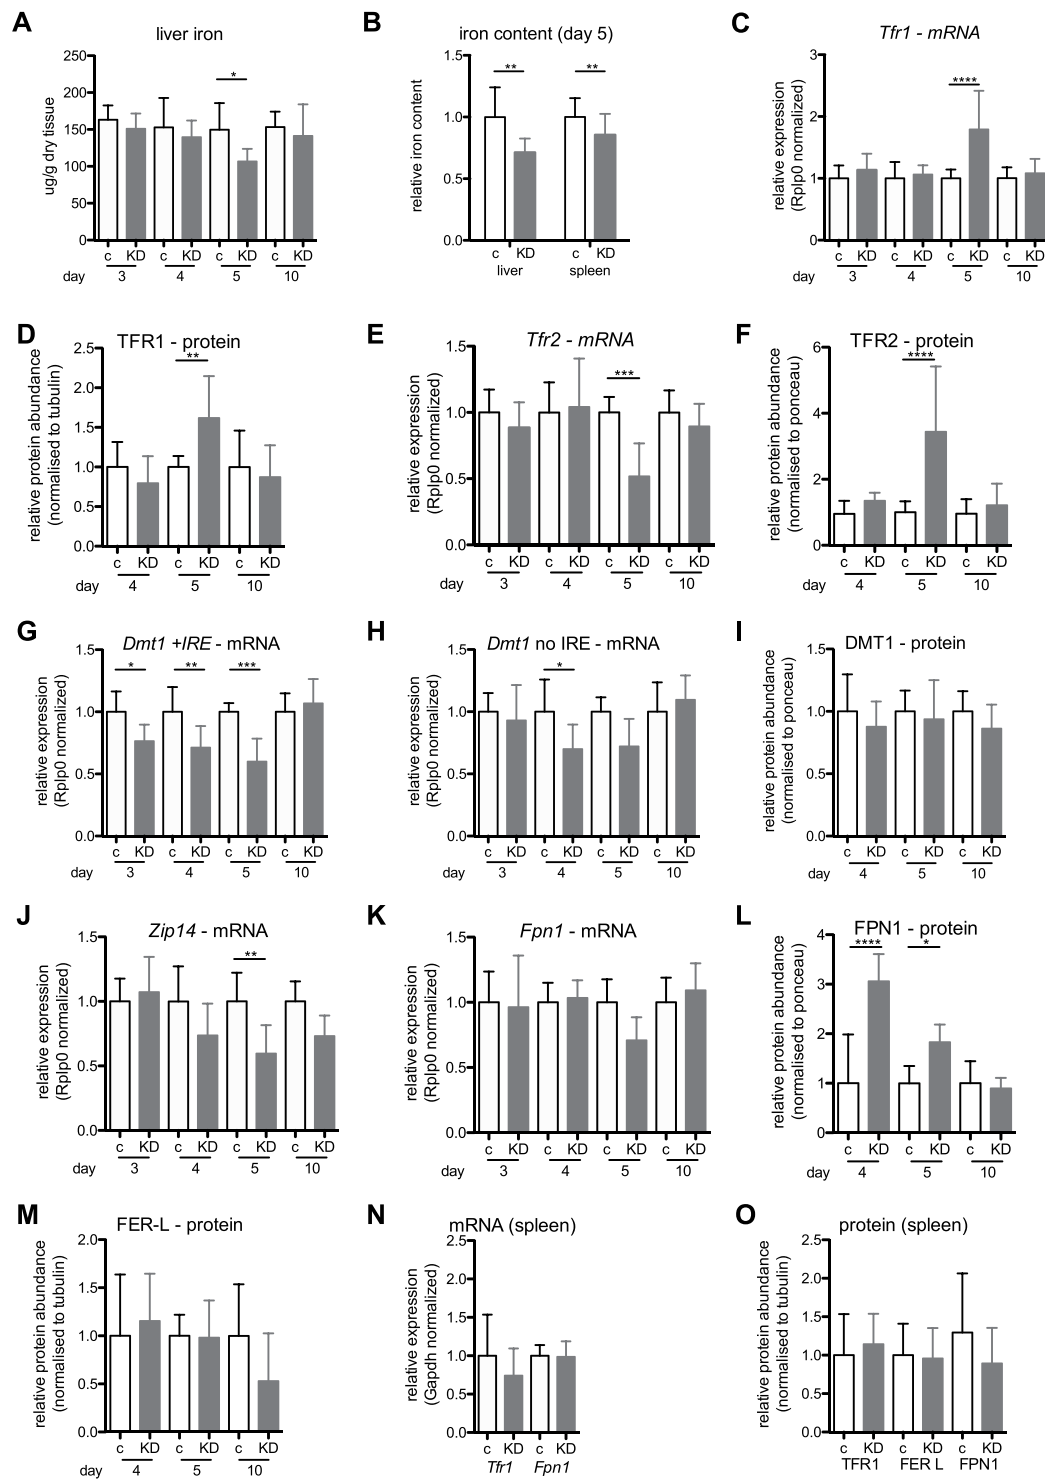 A
liver iron
ug/g dry tissue
250
200
150
100
50
0
*
c KD c KD c KD c KD
day 3 4 5 10
B
iron content (day 5)
relative iron content
1.5
1.0
0.5
0.0
** **
c KD c KD
liver spleen
C
Tfr1 - mRNA
relative expression
(Rplp0 normalized)
3
2
1
0
****
c KD c KD c KD c KD
day 3 4 5 10
D
TFR1 - protein
relative protein abundance
(normalised to tubulin)
2.5
2.0
1.5
1.0
0.5
0.0
**
c KD c KD c KD
day 4 5 10
E
Tfr2 - mRNA
relative expression
(Rplp0 normalized)
1.5
1.0
0.5
0.0
***
c KD c KD c KD c KD
day 3 4 5 10
F
TFR2 - protein
relative protein abundance
(normalised to ponceau)
6
4
2
0
****
c KD c KD c KD
day 4 5 10
G
Dmt1 +IRE - mRNA
relative expression
(Rplp0 normalized)
1.5
1.0
0.5
0.0
* ** ***
c KD c KD c KD c KD
day 3 4 5 10
H
Dmt1 no IRE - mRNA
relative expression
(Rplp0 normalized)
1.5
1.0
0.5
0.0
*
c KD c KD c KD c KD
day 3 4 5 10
I
DMT1 - protein
relative protein abundance
(normalised to ponceau)
1.5
1.0
0.5
0.0
c KD c KD c KD
day 4 5 10
J
Zip14 - mRNA
relative expression
(Rplp0 normalized)
1.5
1.0
0.5
0.0
**
c KD c KD c KD c KD
day 3 4 5 10
K
Fpn1 - mRNA
relative expression
(Rplp0 normalized)
1.5
1.0
0.5
0.0
c KD c KD c KD c KD
day 3 4 5 10
L
FPN1 - protein
relative protein abundance
(normalised to ponceau)
4
3
2
1
0
**** *
c KD c KD c KD
day 4 5 10
M
FER-L - protein
relative protein abundance
(normalised to tubulin)
2.0
1.5
1.0
0.5
0.0
c KD c KD c KD
day 4 5 10
N
mRNA (spleen)
relative expression
(Gapdh normalized)
2.5
2.0
1.5
1.0
0.5
0.0
c KD c KD
Tfr1 Fpn1
O
protein (spleen)
relative protein abundance
(normalised to tubulin)
2.5
2.0
1.5
1.0
0.5
0.0
c KD c KD c KD
TFR1 FER L FPN1